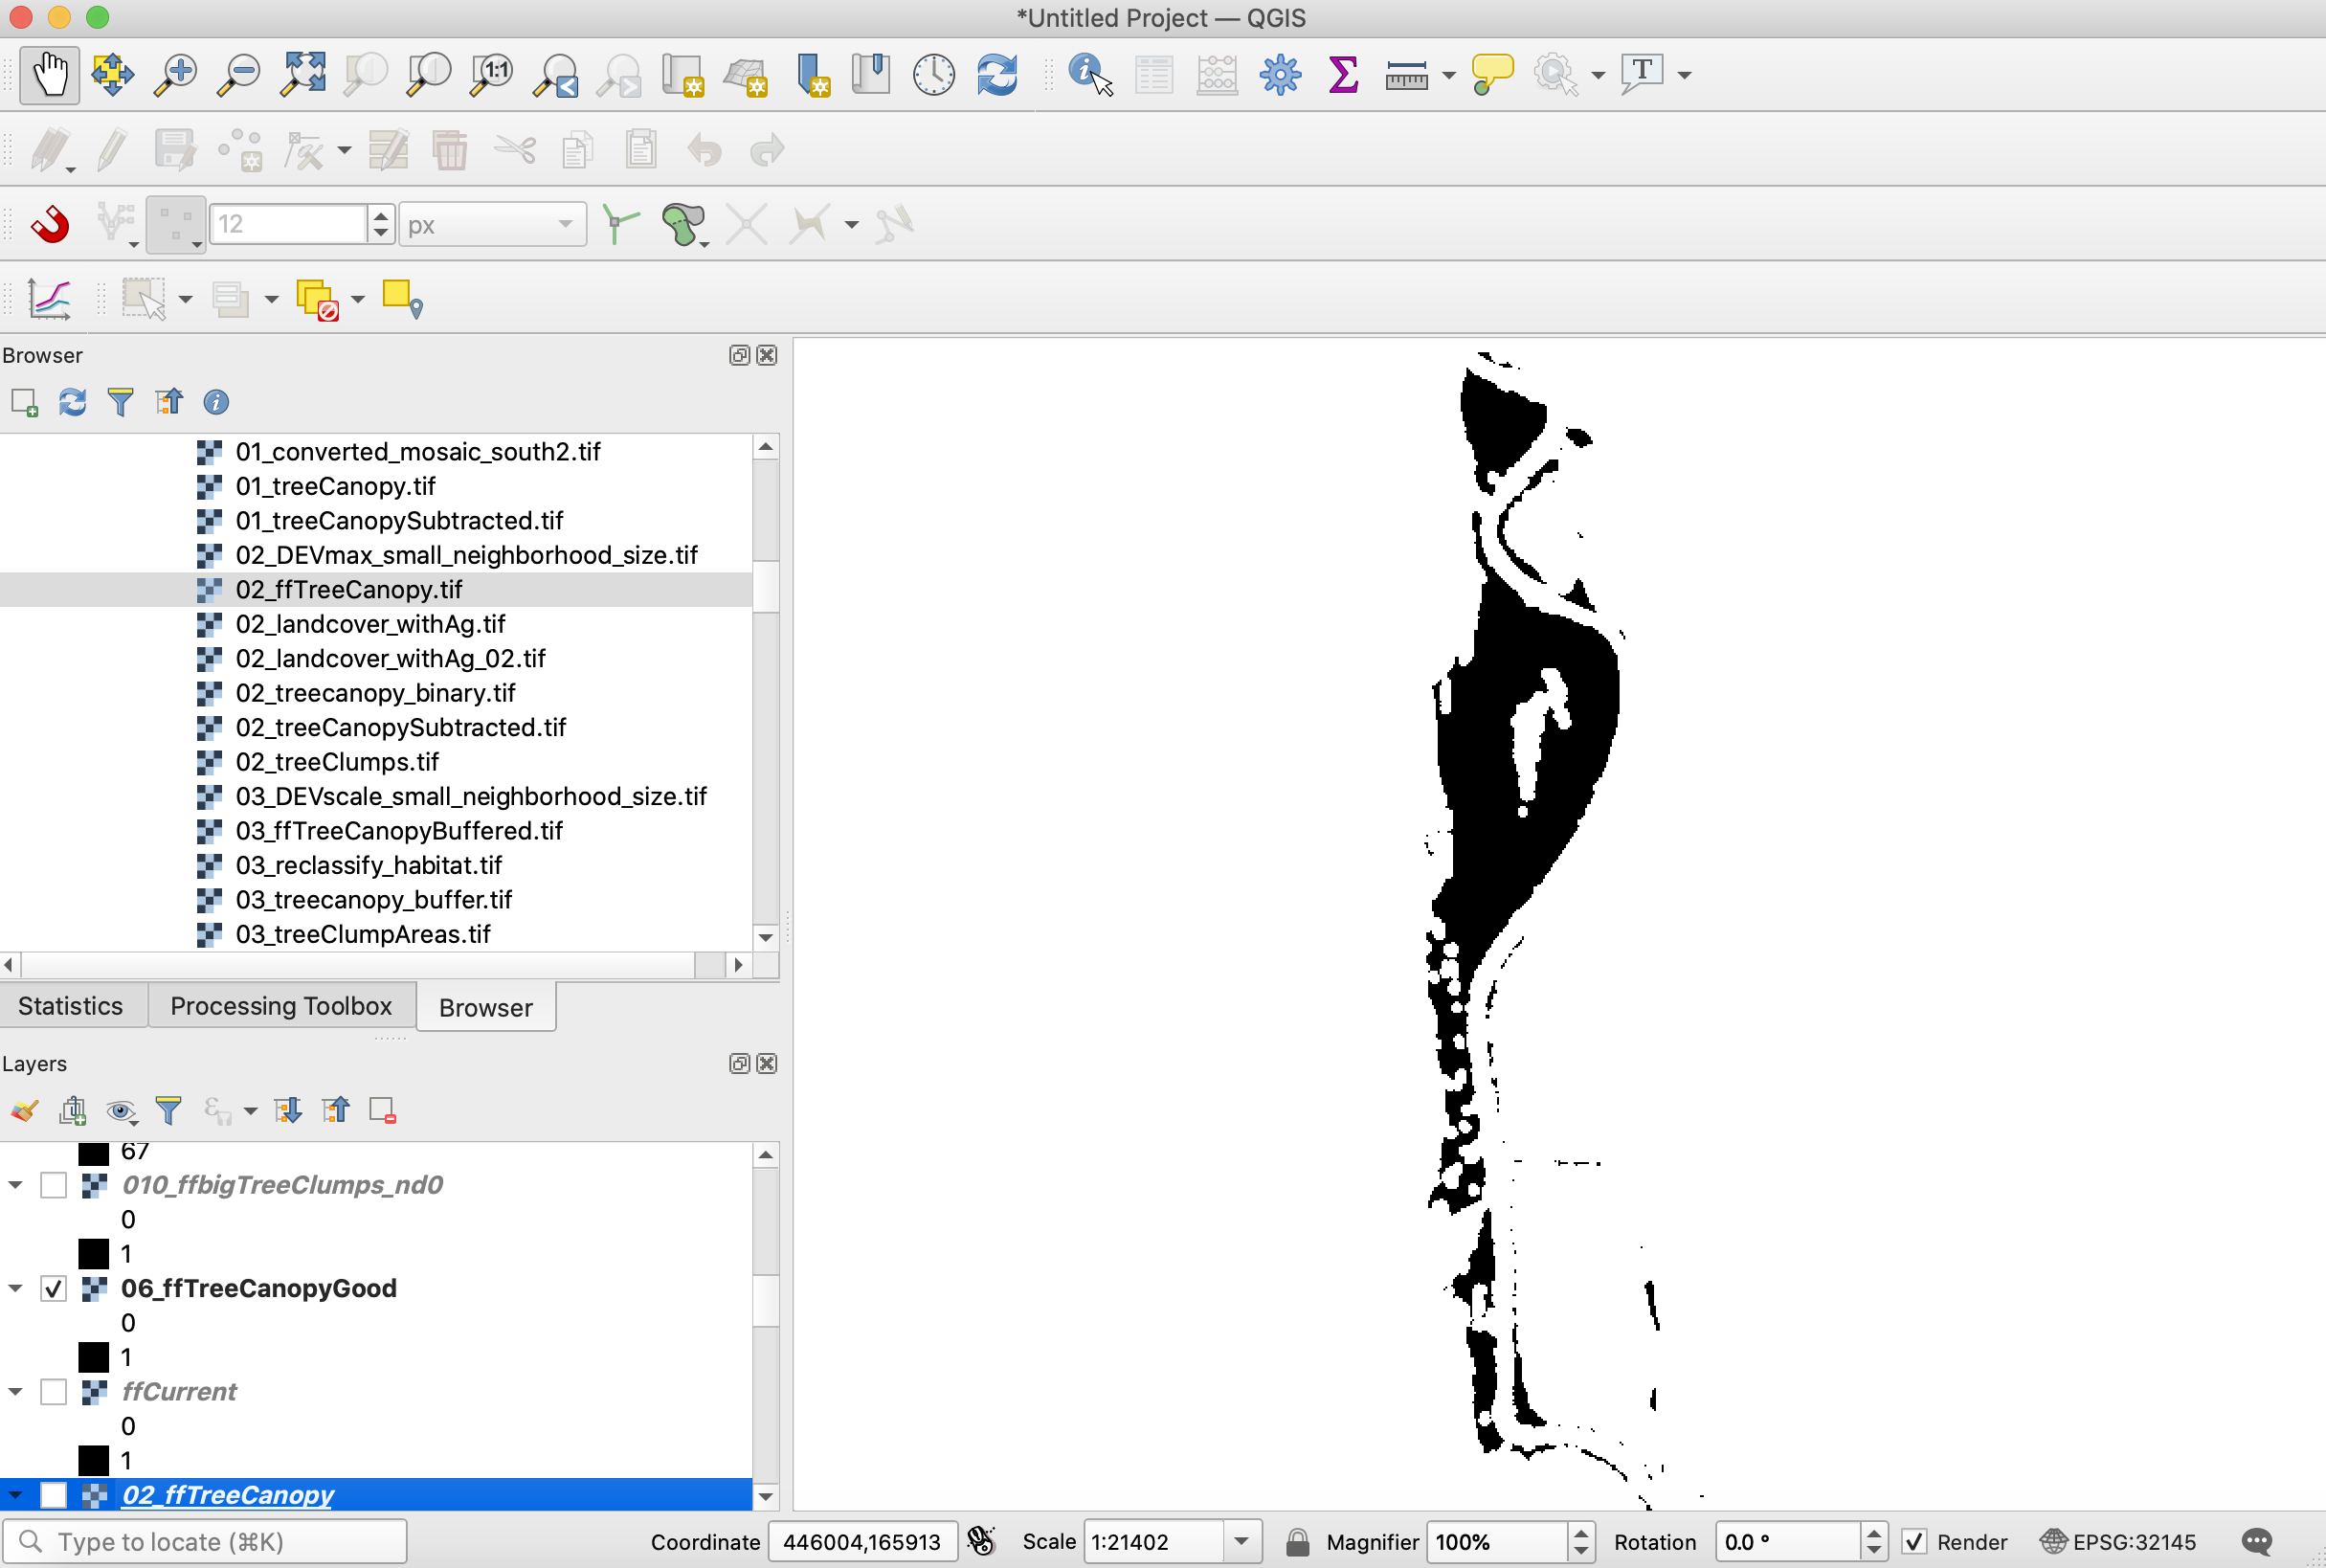 *Untitled Project — QGIS
1:1
T
12
px
Browser
01_converted_mosaic_south2.tif
01_treeCanopy.tif
01_treeCanopySubtracted.tif
02_DEVmax_small_neighborhood_size.tif
02_ffTreeCanopy.tif
02_landcover_withAg.tif
02_landcover_withAg_02.tif
02_treecanopy_binary.tif
02_treeCanopySubtracted.tif
02_treeClumps.tif
03_DEVscale_small_neighborhood_size.tif
03_ffTreeCanopyBuffered.tif
03_reclassify_habitat.tif
03_treecanopy_buffer.tif
03_treeClumpAreas.tif
Statistics Processing Toolbox Browser
Layers
67
010_ffbigTreeClumps_nd0
0
1
06_ffTreeCanopyGood
0
1
ffCurrent
0
1
02_ffTreeCanopy
Type to locate (⌘K) Coordinate 446004,165913 Scale 1:21402 Magnifier 100% Rotation 0.0 ° Render EPSG:32145